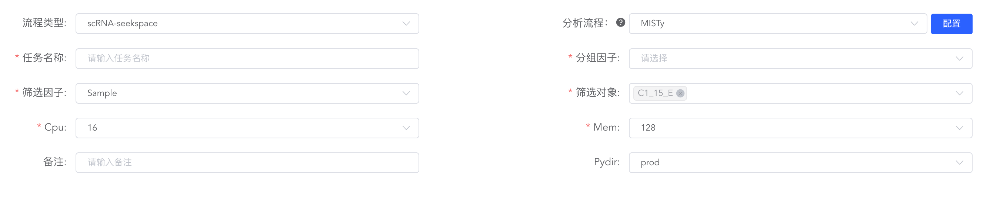 流程类型: scRNA-seekspace 分析流程： ? MISTy 配置
* 任务名称: 请输入任务名称 * 分组因子: 请选择
* 筛选因子: Sample * 筛选对象: C1_15_E
* Cpu: 16 * Mem: 128
备注: 请输入备注 Pydir: prod